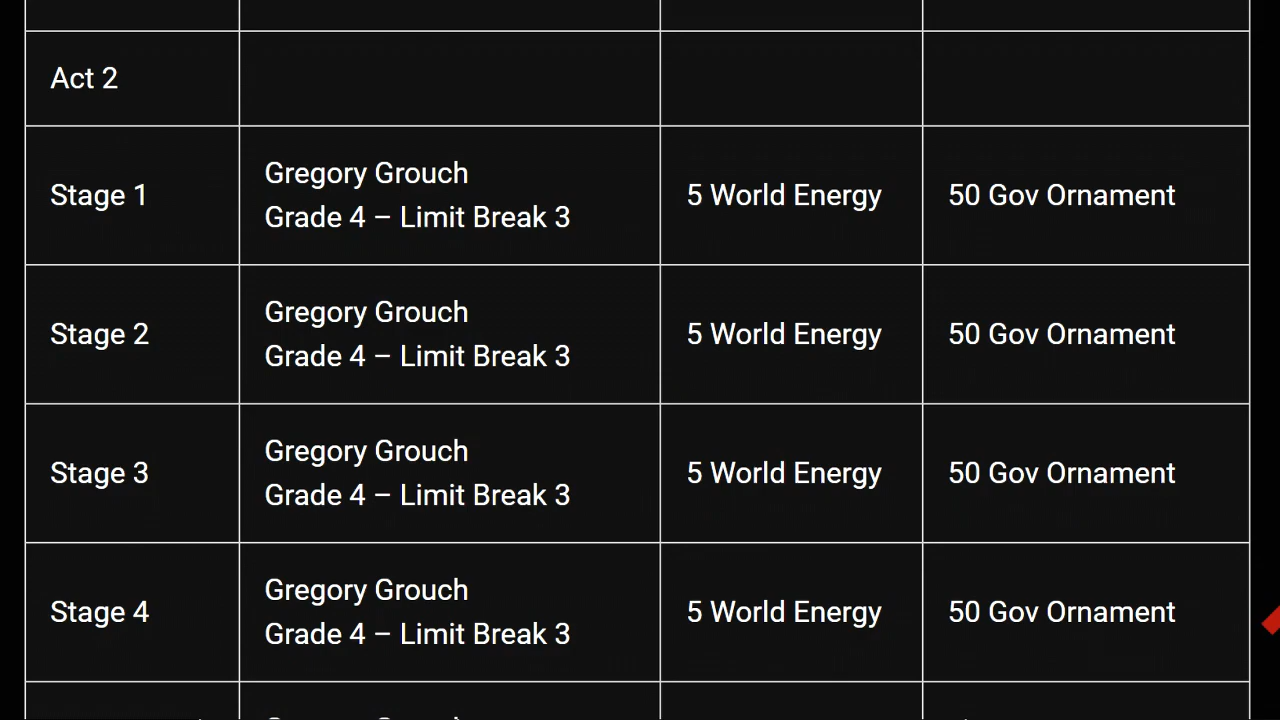 Act 2
Stage 1
Gregory Grouch
Grade 4 – Limit Break 3
5 World Energy
50 Gov Ornament
Stage 2
Gregory Grouch
Grade 4 – Limit Break 3
5 World Energy
50 Gov Ornament
Stage 3
Gregory Grouch
Grade 4 – Limit Break 3
5 World Energy
50 Gov Ornament
Stage 4
Gregory Grouch
Grade 4 – Limit Break 3
5 World Energy
50 Gov Ornament